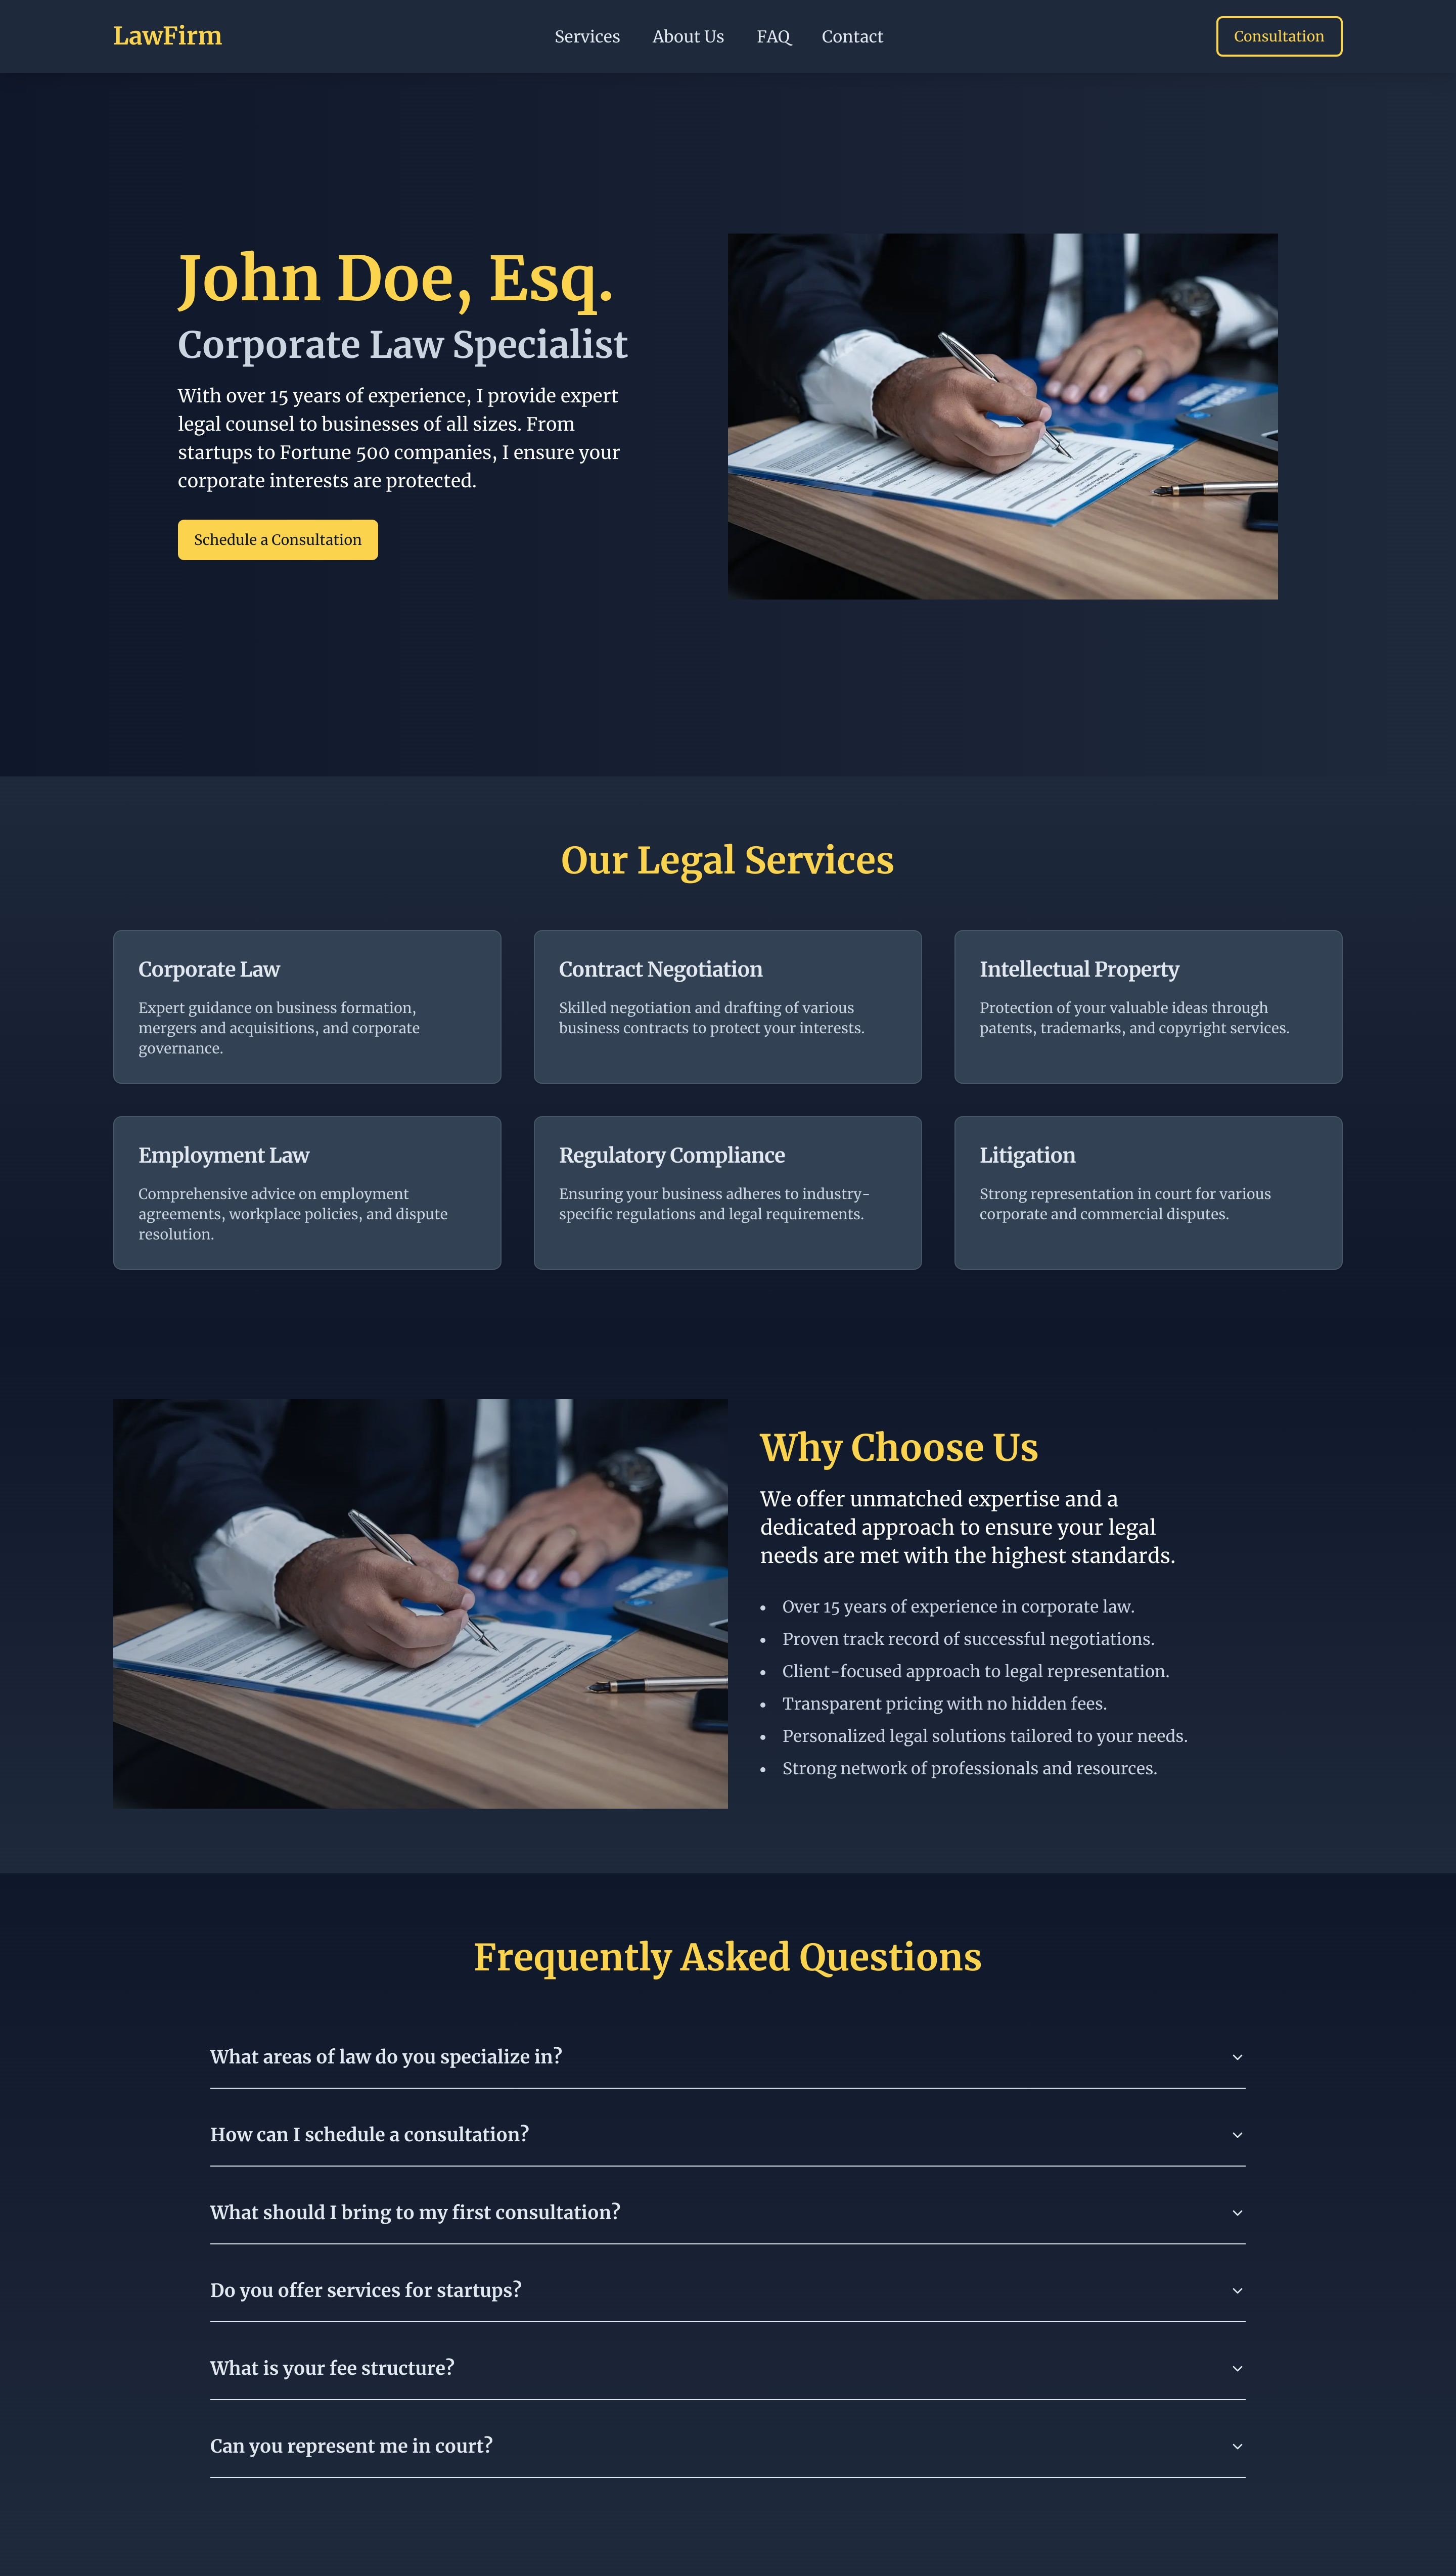 LawFirm
Services
About Us
FAQ
Contact
Consultation
John Doe, Esq.
Corporate Law Specialist
With over 15 years of experience, I provide expert
legal counsel to businesses of all sizes. From
startups to Fortune 500 companies, I ensure your
corporate interests are protected.
Schedule a Consultation
Our Legal Services
Corporate Law
Expert guidance on business formation,
mergers and acquisitions, and corporate
governance.
Contract Negotiation
Skilled negotiation and drafting of various
business contracts to protect your interests.
Intellectual Property
Protection of your valuable ideas through
patents, trademarks, and copyright services.
Employment Law
Comprehensive advice on employment
agreements, workplace policies, and dispute
resolution.
Regulatory Compliance
Ensuring your business adheres to industry-
specific regulations and legal requirements.
Litigation
Strong representation in court for various
corporate and commercial disputes.
Why Choose Us
We offer unmatched expertise and a
dedicated approach to ensure your legal
needs are met with the highest standards.
• Over 15 years of experience in corporate law.
• Proven track record of successful negotiations.
• Client-focused approach to legal representation.
• Transparent pricing with no hidden fees.
• Personalized legal solutions tailored to your needs.
• Strong network of professionals and resources.
Frequently Asked Questions
What areas of law do you specialize in?
How can I schedule a consultation?
What should I bring to my first consultation?
Do you offer services for startups?
What is your fee structure?
Can you represent me in court?